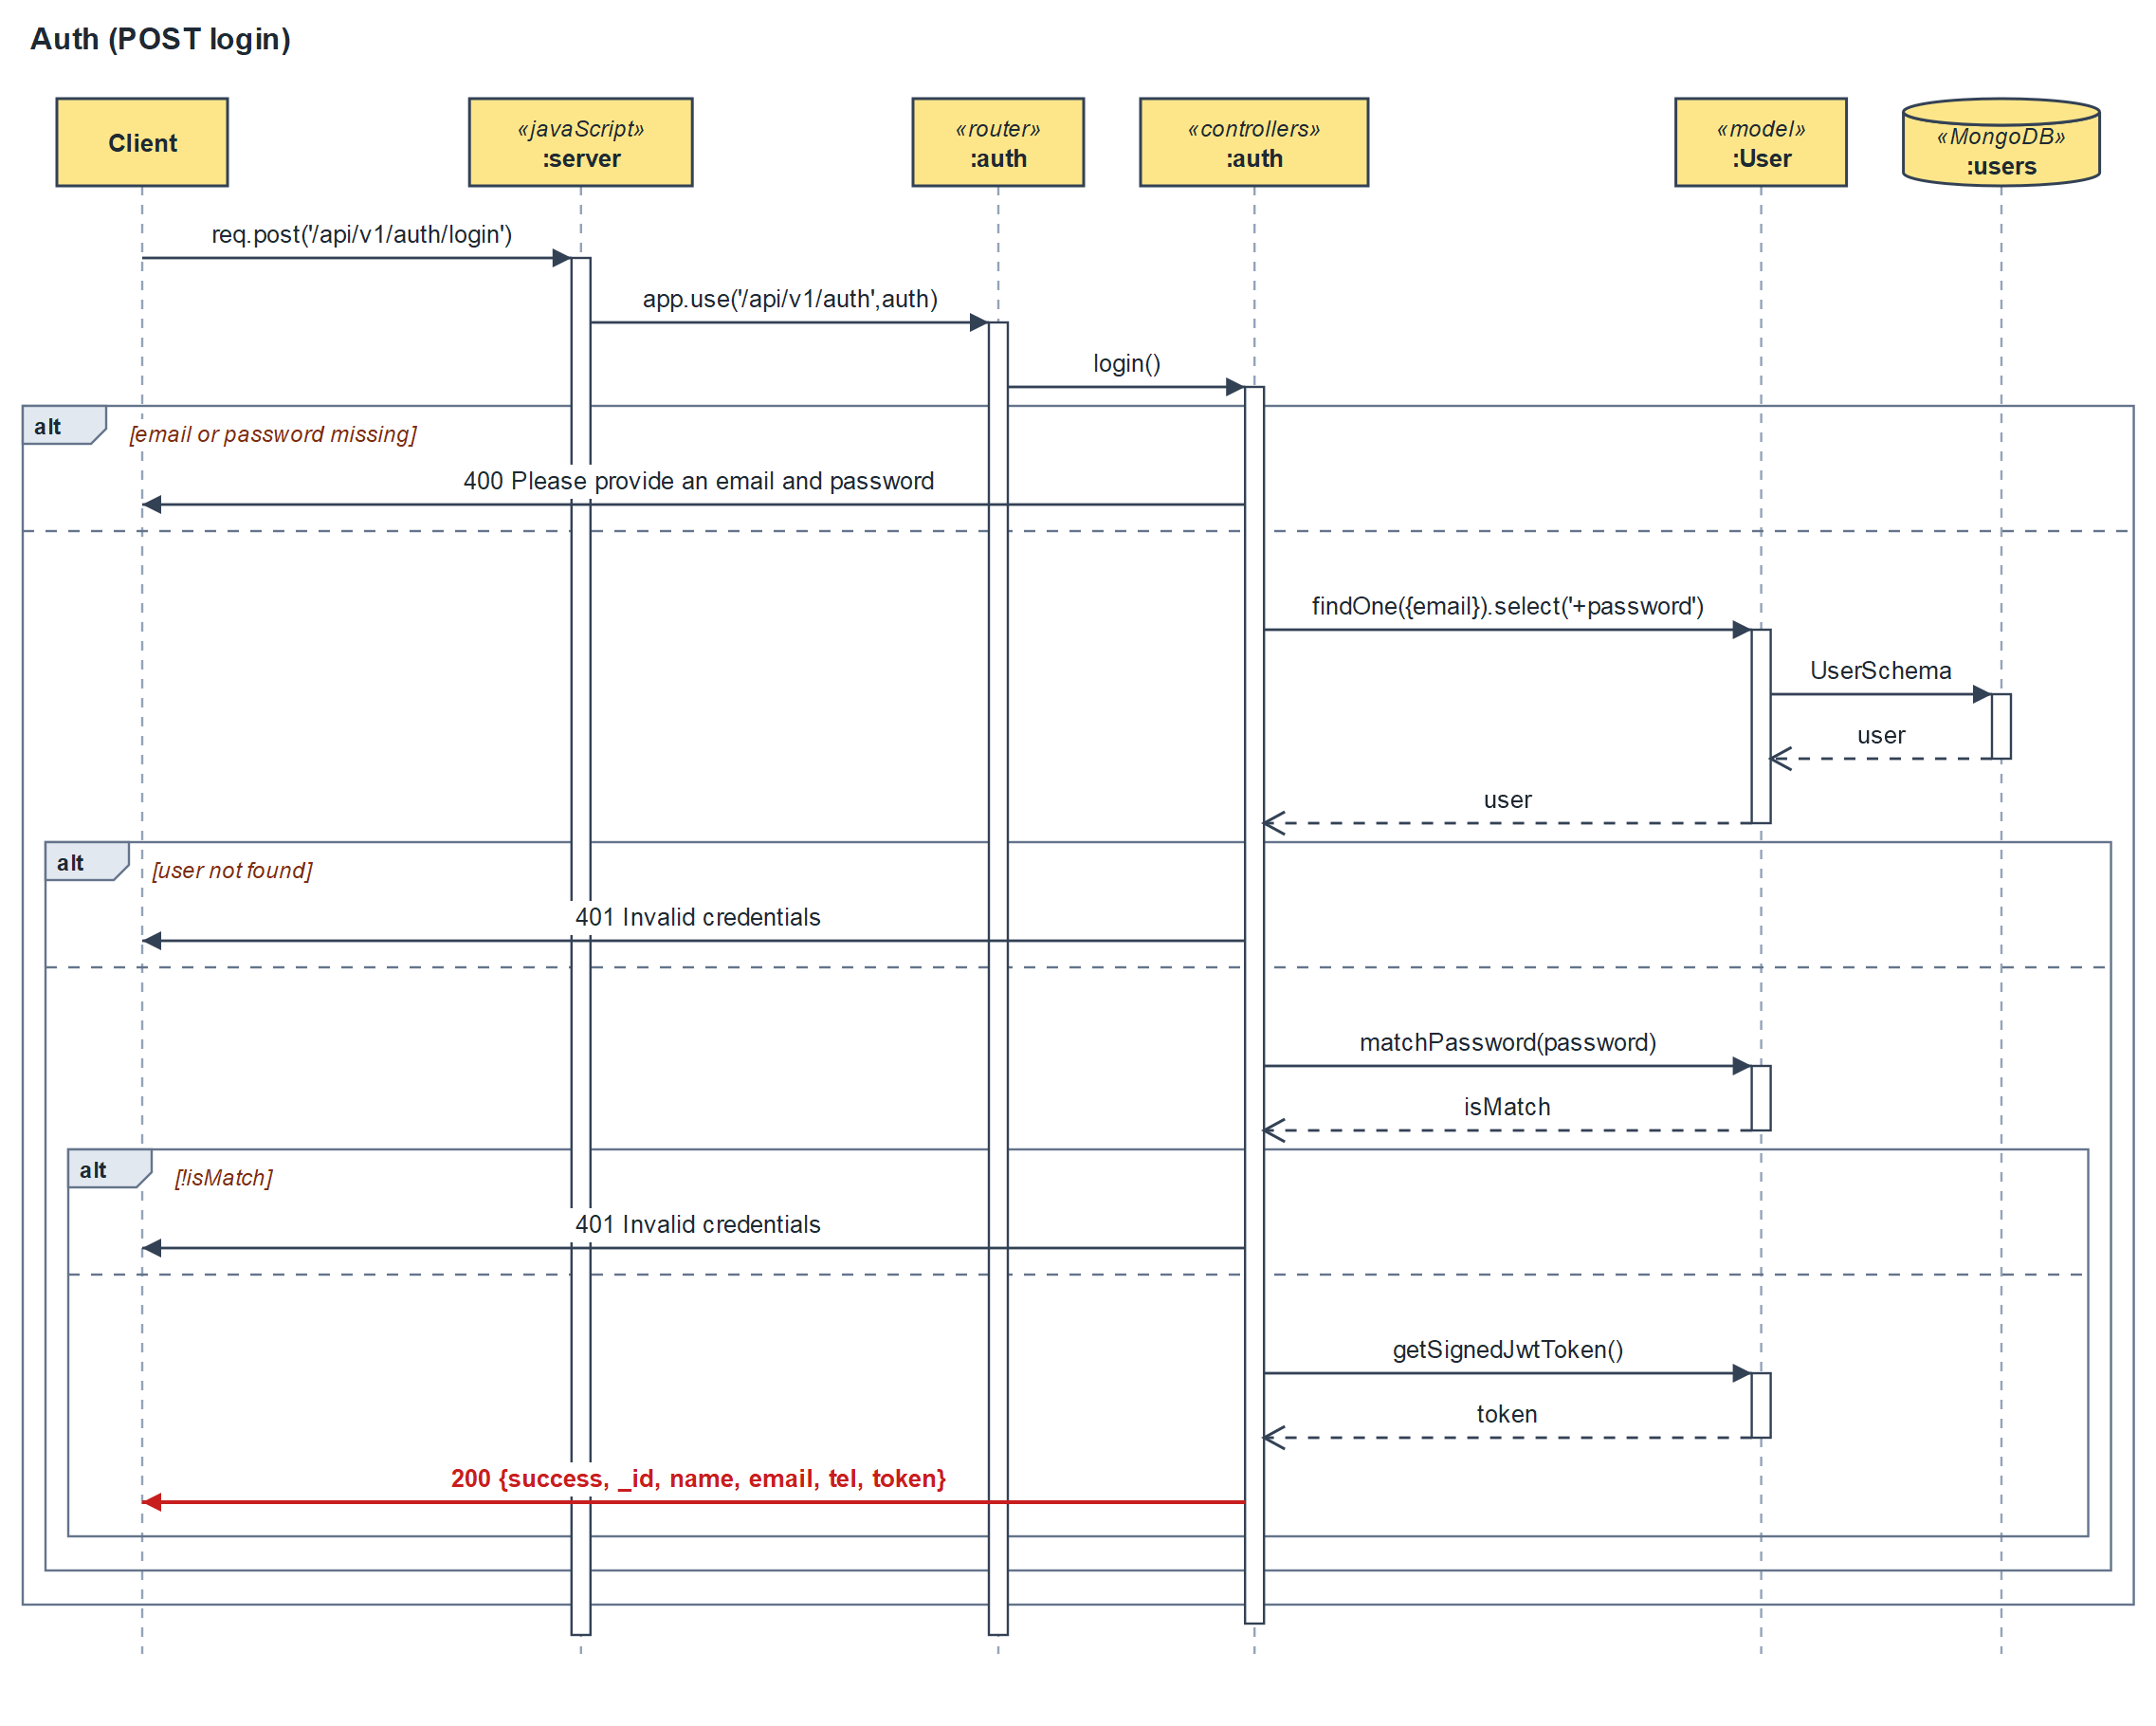 Auth (POST login)
Client
«javaScript»
:server
«router»
:auth
«controllers»
:auth
«model»
:User
«MongoDB»
:users
req.post('/api/v1/auth/login')
app.use('/api/v1/auth',auth)
login()
alt
[email or password missing]
400 Please provide an email and password
findOne({email}).select('+password')
UserSchema
user
user
alt
[user not found]
401 Invalid credentials
matchPassword(password)
isMatch
alt
[!isMatch]
401 Invalid credentials
getSignedJwtToken()
token
200 {success, _id, name, email, tel, token}